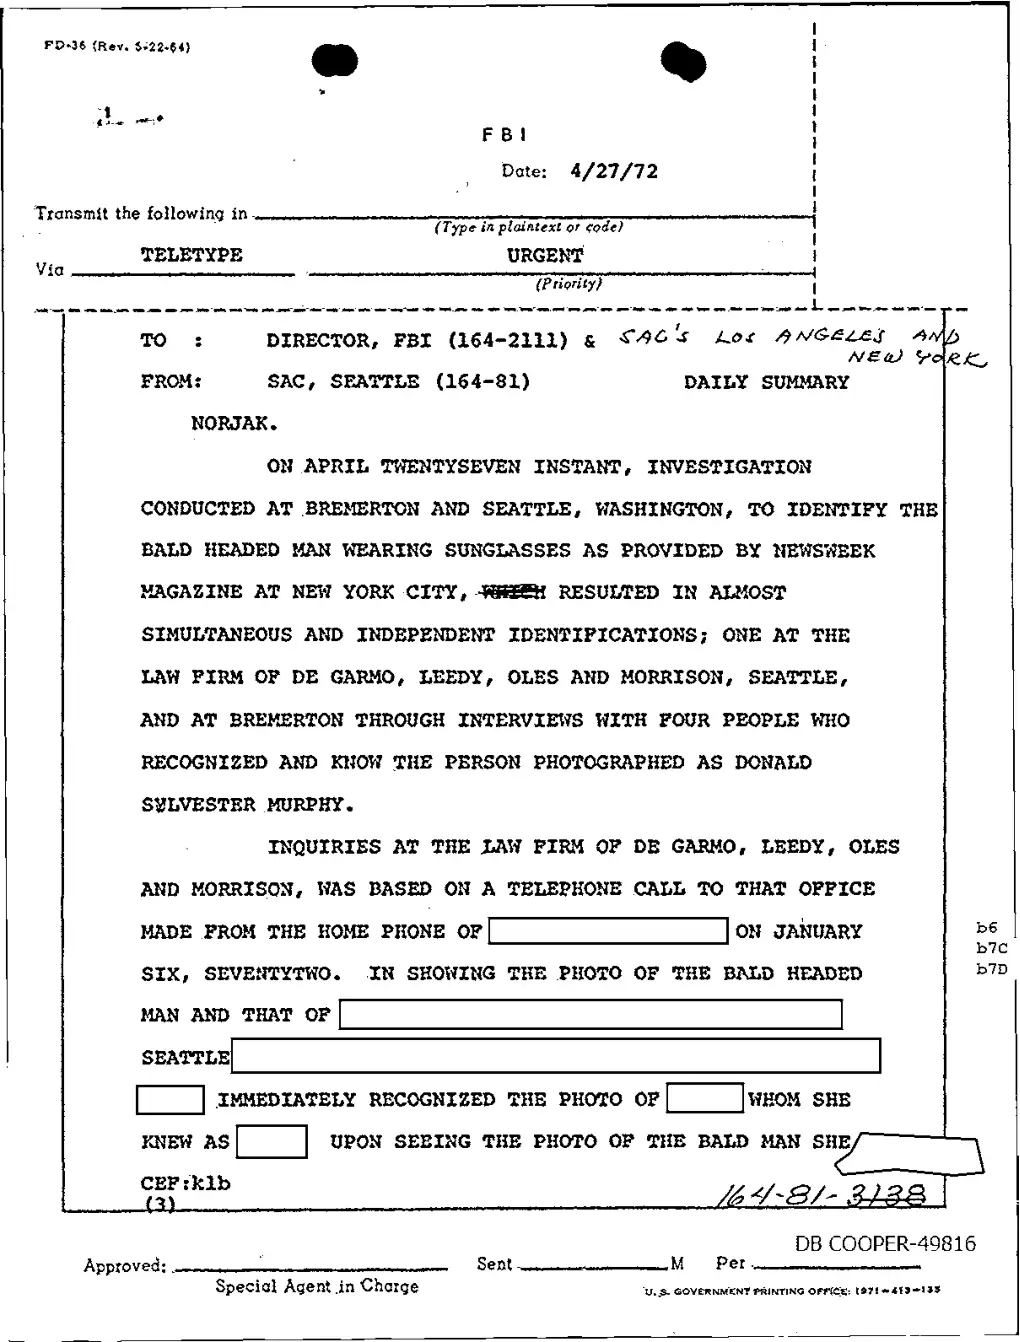 FD-36 (Rev. 5-22-64)
FBI
Date: 4/27/72
Transmit the following in
(Type in plaintext or code)
Via TELETYPE URGENT
(Priority)
TO : DIRECTOR, FBI (164-2111) & SAC'S LOS ANGELES AND
NEW YORK
FROM: SAC, SEATTLE (164-81) DAILY SUMMARY
NORJAK.
ON APRIL TWENTYSEVEN INSTANT, INVESTIGATION
CONDUCTED AT BREMERTON AND SEATTLE, WASHINGTON, TO IDENTIFY THE
BALD HEADED MAN WEARING SUNGLASSES AS PROVIDED BY NEWSWEEK
MAGAZINE AT NEW YORK CITY, WHICH RESULTED IN ALMOST
SIMULTANEOUS AND INDEPENDENT IDENTIFICATIONS; ONE AT THE
LAW FIRM OF DE GARMO, LEEDY, OLES AND MORRISON, SEATTLE,
AND AT BREMERTON THROUGH INTERVIEWS WITH FOUR PEOPLE WHO
RECOGNIZED AND KNOW THE PERSON PHOTOGRAPHED AS DONALD
SYLVESTER MURPHY.
INQUIRIES AT THE LAW FIRM OF DE GARMO, LEEDY, OLES
AND MORRISON, WAS BASED ON A TELEPHONE CALL TO THAT OFFICE
MADE FROM THE HOME PHONE OF ON JANUARY
b6
b7C
b7D
SIX, SEVENTYTWO. IN SHOWING THE PHOTO OF THE BALD HEADED
MAN AND THAT OF
SEATTLE
IMMEDIATELY RECOGNIZED THE PHOTO OF WHOM SHE
KNEW AS UPON SEEING THE PHOTO OF THE BALD MAN SHE
CEF:klb
(3)
164-81-3138
DB COOPER-49816
Approved: Sent M Per
Special Agent in Charge
U.S. GOVERNMENT PRINTING OFFICE: 1971-413-135